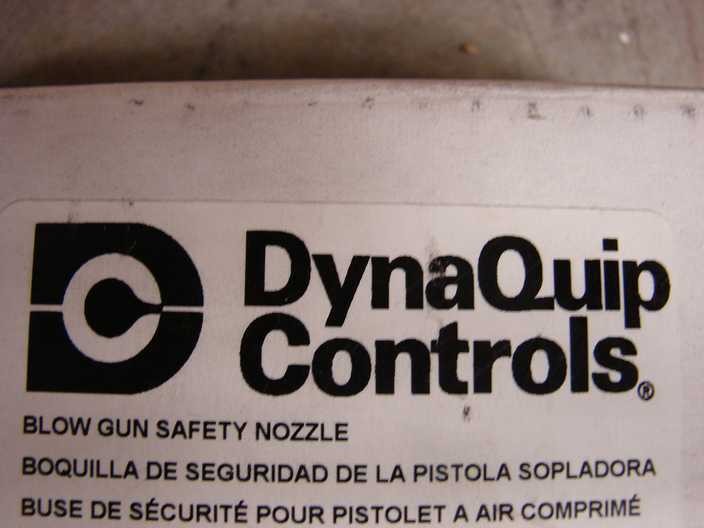 DynaQuip
Controls®
BLOW GUN SAFETY NOZZLE
BOQUILLA DE SEGURIDAD DE LA PISTOLA SOPLADORA
BUSE DE SÉCURITÉ POUR PISTOLET A AIR COMPRIMÉ